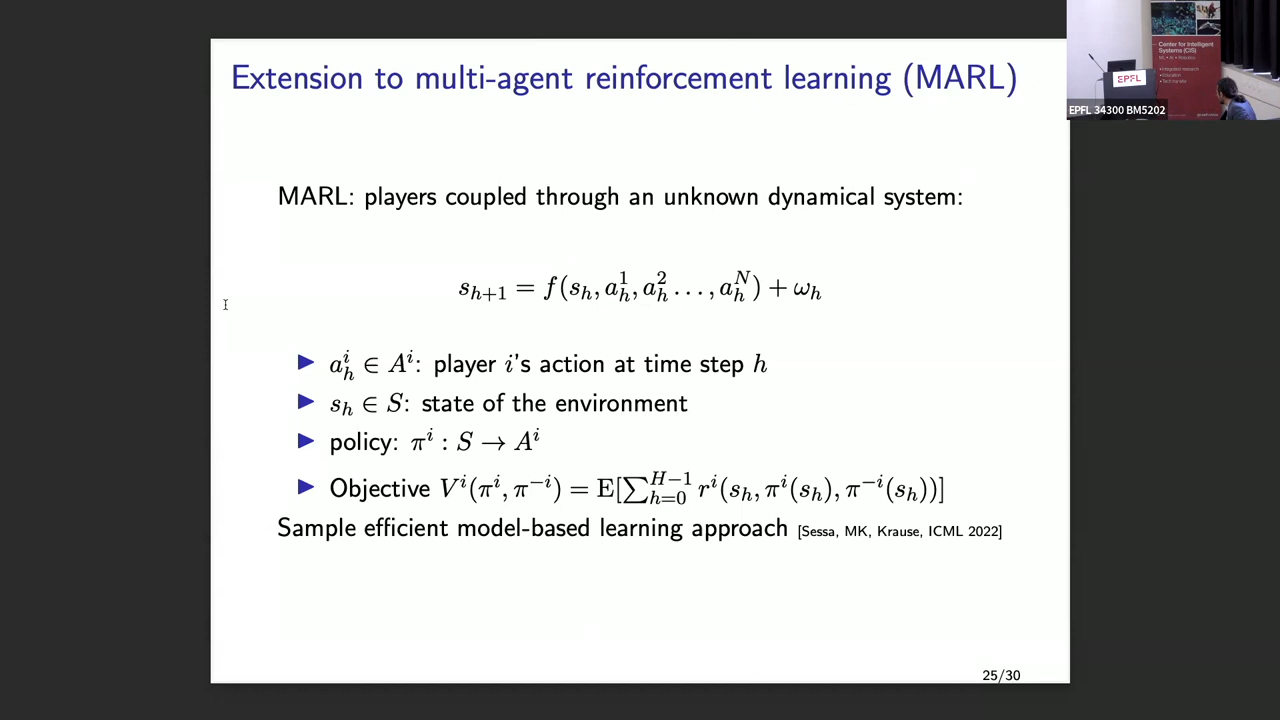 Extension to multi-agent reinforcement learning (MARL)
MARL: players coupled through an unknown dynamical system:
s_{h+1} = f(s_h, a_h^1, a_h^2 ..., a_h^N) + ω_h
▶ a_h^i ∈ A^i: player i's action at time step h
▶ s_h ∈ S: state of the environment
▶ policy: π^i : S → A^i
▶ Objective V^i(π^i, π^{-i}) = E[∑_{h=0}^{H-1} r^i(s_h, π^i(s_h), π^{-i}(s_h))]
Sample efficient model-based learning approach [Sessa, MK, Krause, ICML 2022]
25/30
Center for Intelligent
Systems (CIS)
EPFL
EPFL 34300 BM5202